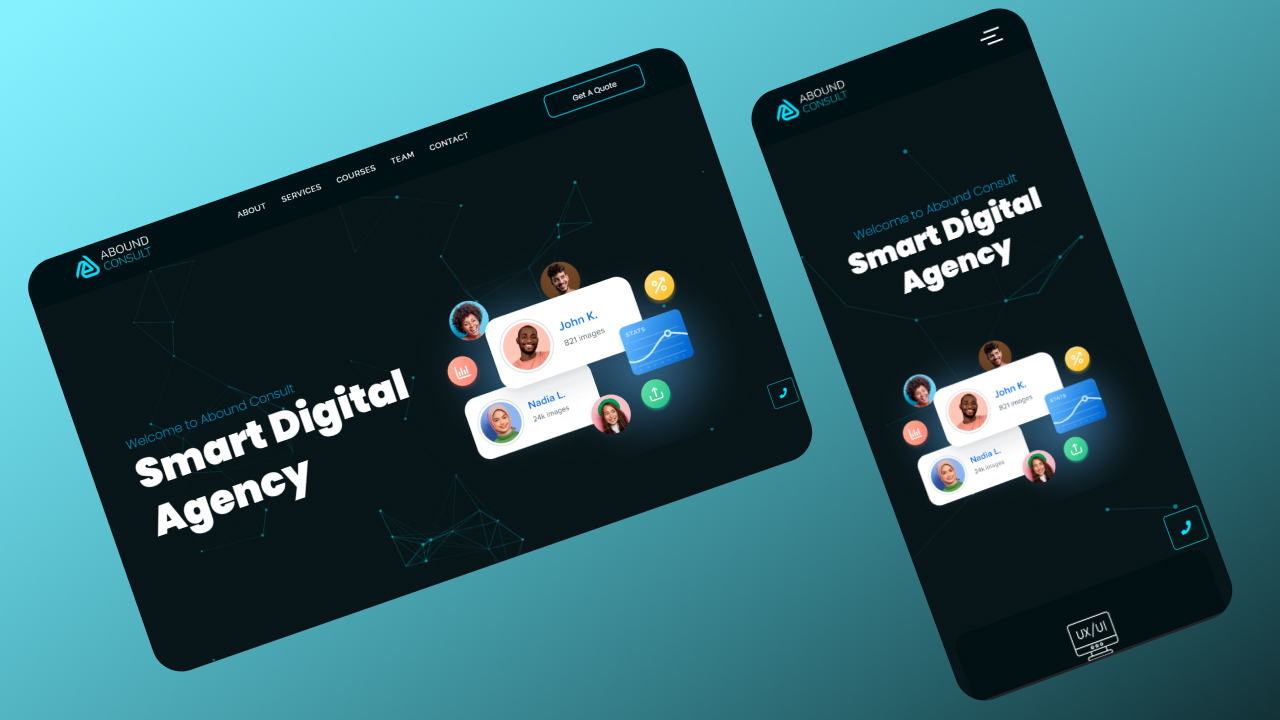 ABOUND
CONSULT
ABOUT
SERVICES
COURSES
TEAM
CONTACT
Get A Quote
Welcome to Abound Consult
Smart Digital
Agency
John K.
821 images
STATS
Nadia L.
24k images
ABOUND
CONSULT
Welcome to Abound Consult
Smart Digital
Agency
John K.
821 images
STATS
Nadia L.
24k images
UX/UI